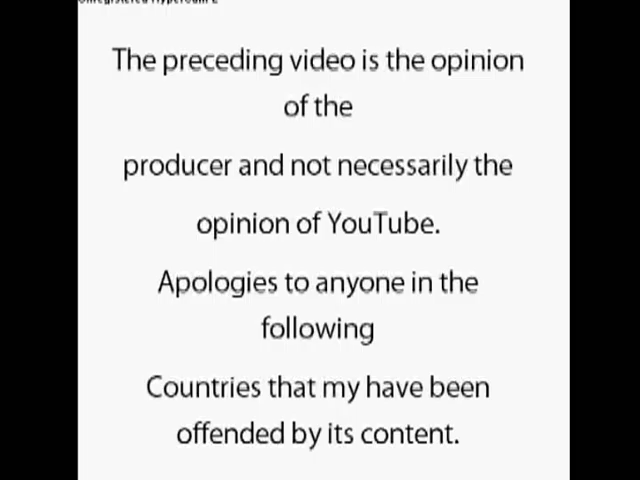 The preceding video is the opinion
of the
producer and not necessarily the
opinion of YouTube.
Apologies to anyone in the
following
Countries that my have been
offended by its content.